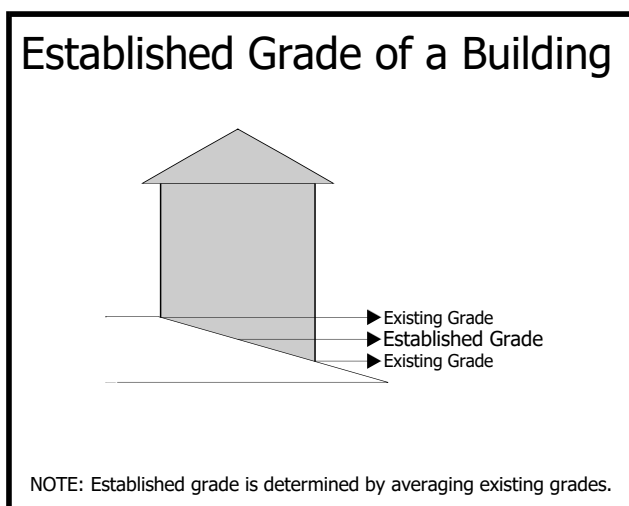 Established Grade of a Building
Existing Grade
Established Grade
Existing Grade
NOTE: Established grade is determined by averaging existing grades.